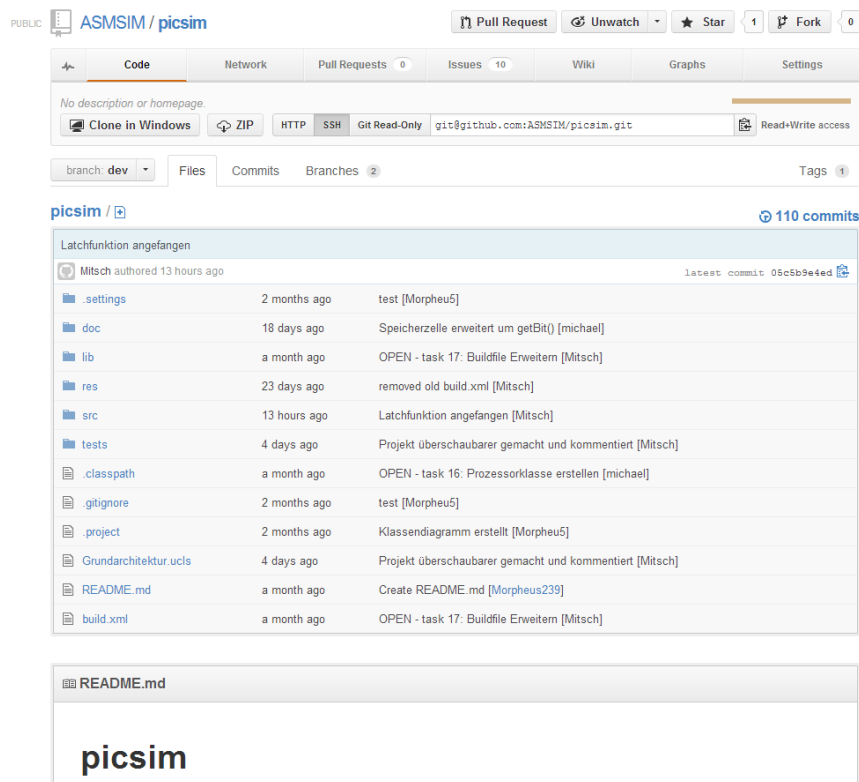 PUBLIC ASMSIM / picsim Pull Request Unwatch Star 1 Fork 0
Code Network Pull Requests 0 Issues 10 Wiki Graphs Settings
No description or homepage.
Clone in Windows ZIP HTTP SSH Git Read-Only git@github.com:ASMSIM/picsim.git Read+Write access
branch: dev Files Commits Branches 2 Tags 1
picsim / 110 commits
Latchfunktion angefangen
Mitsch authored 13 hours ago latest commit 05c5b9e4ed
.settings 2 months ago test [Morpheu5]
doc 18 days ago Speicherzelle erweitert um getBit() [michael]
lib a month ago OPEN - task 17: Buildfile Erweitern [Mitsch]
res 23 days ago removed old build.xml [Mitsch]
src 13 hours ago Latchfunktion angefangen [Mitsch]
tests 4 days ago Projekt überschaubarer gemacht und kommentiert [Mitsch]
.classpath a month ago OPEN - task 16: Prozessorklasse erstellen [michael]
.gitignore 2 months ago test [Morpheu5]
.project 2 months ago Klassendiagramm erstellt [Morpheu5]
Grundarchitektur.ucls 4 days ago Projekt überschaubarer gemacht und kommentiert [Mitsch]
README.md a month ago Create README.md [Morpheus239]
build.xml a month ago OPEN - task 17: Buildfile Erweitern [Mitsch]
README.md
picsim